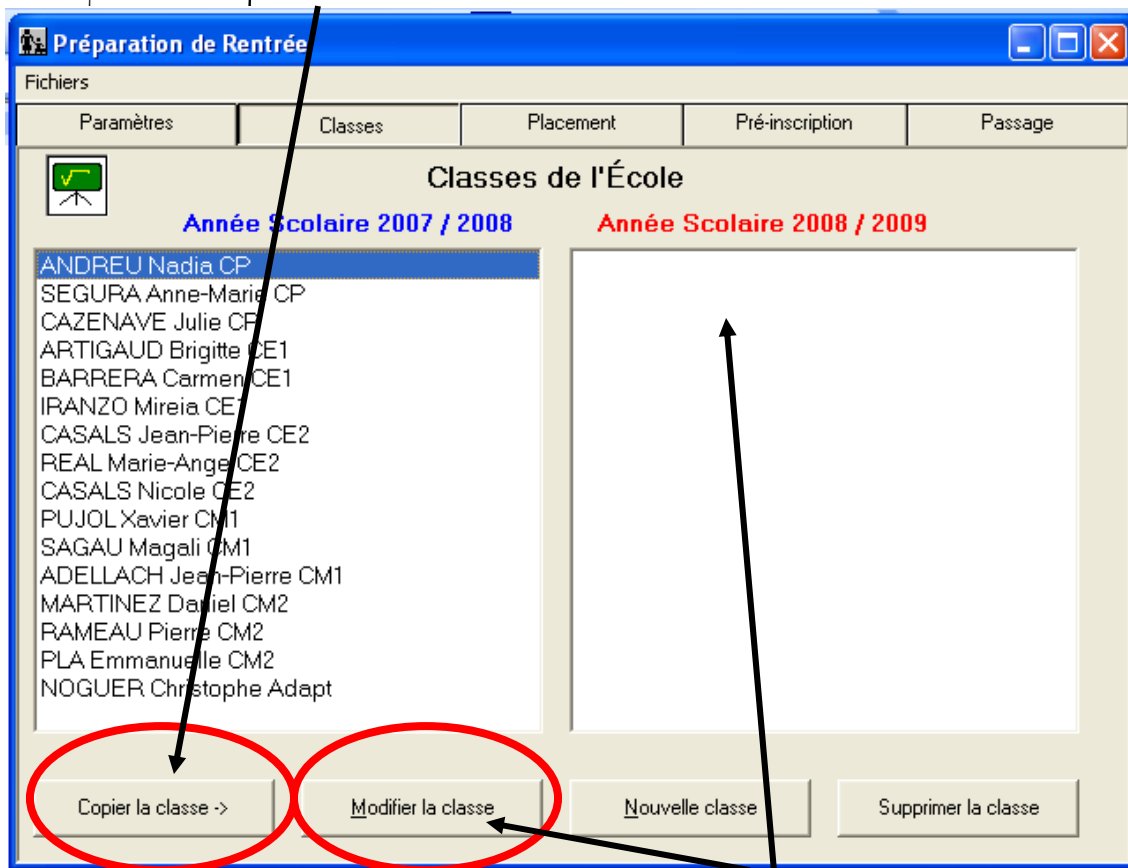 Préparation de Rentrée
Fichiers
Paramètres Classes Placement Pré-inscription Passage
Classes de l'École
Année Scolaire 2007 / 2008 Année Scolaire 2008 / 2009
ANDREU Nadia CP
SEGURA Anne-Marie CP
CAZENAVE Julie CP
ARTIGAUD Brigitte CE1
BARRERA Carmen CE1
IRANZO Mireia CE1
CASALS Jean-Pierre CE2
REAL Marie-Ange CE2
CASALS Nicole CE2
PUJOL Xavier CM1
SAGAU Magali CM1
ADELLACH Jean-Pierre CM1
MARTINEZ Daniel CM2
RAMEAU Pierre CM2
PLA Emmanuelle CM2
NOGUER Christophe Adapt
Copier la classe -> Modifier la classe Nouvelle classe Supprimer la classe